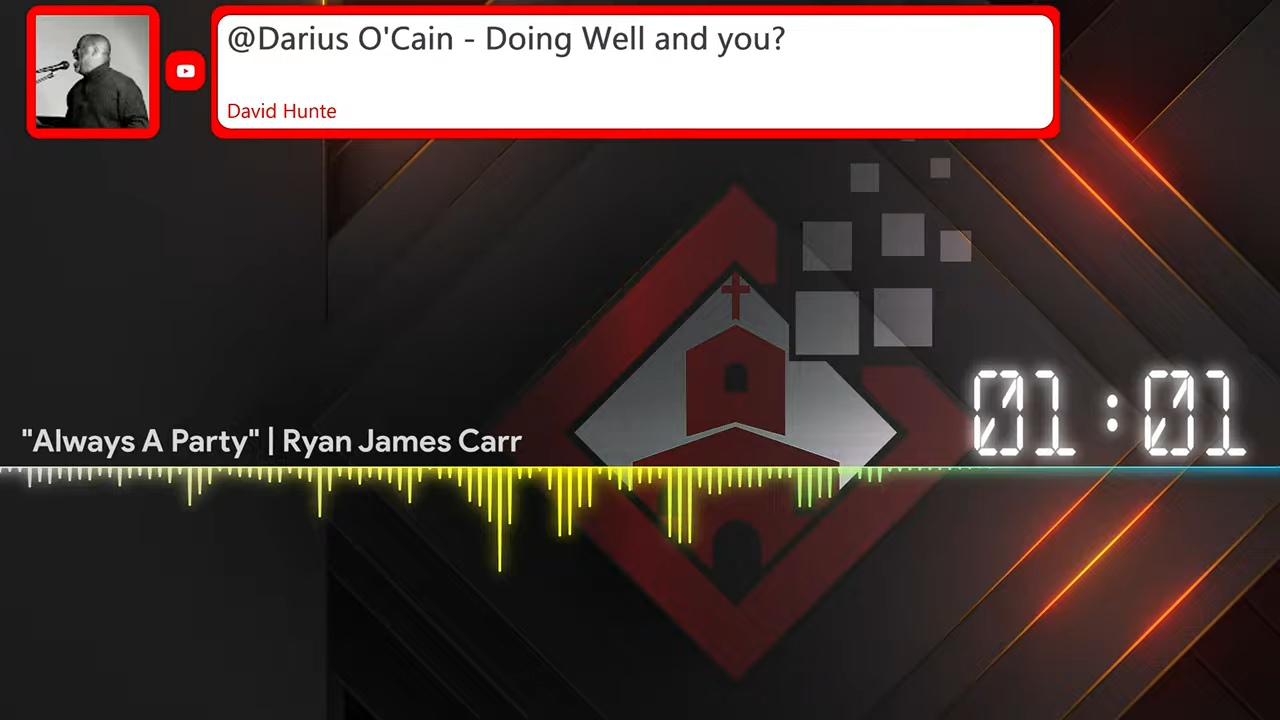 @Darius O'Cain - Doing Well and you?
David Hunte
"Always A Party" | Ryan James Carr
01:01